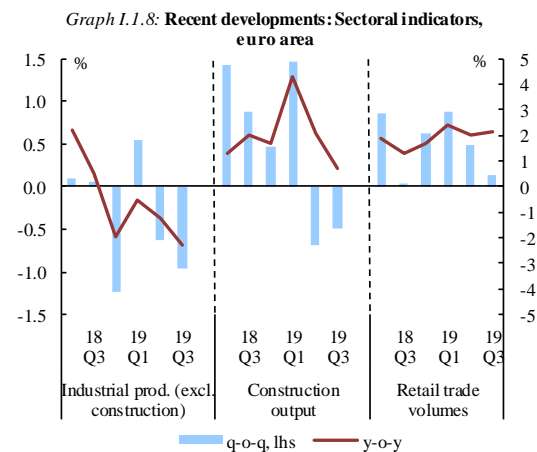 Graph I.1.8: Recent developments: Sectoral indicators,
euro area
% %
1.5 5
4
1.0 3
2
0.5 1
0.0 0
-1
-0.5 -2
-3
-1.0 -4
-1.5 -5
18 19 19 18 19 19 18 19 19
Q3 Q1 Q3 Q3 Q1 Q3 Q3 Q1 Q3
Industrial prod. (excl. Construction Retail trade
construction) output volumes
q-o-q, lhs y-o-y